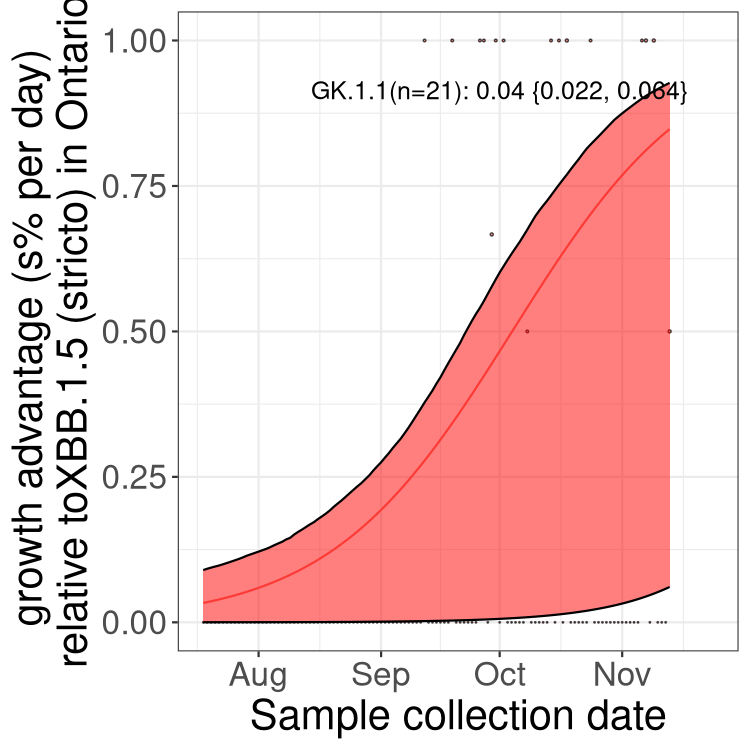 growth advantage (s% per day)
relative toXBB.1.5 (stricto) in Ontario
1.00
0.75
0.50
0.25
0.00
GK.1.1(n=21): 0.04 {0.022, 0.064}
Aug Sep Oct Nov
Sample collection date